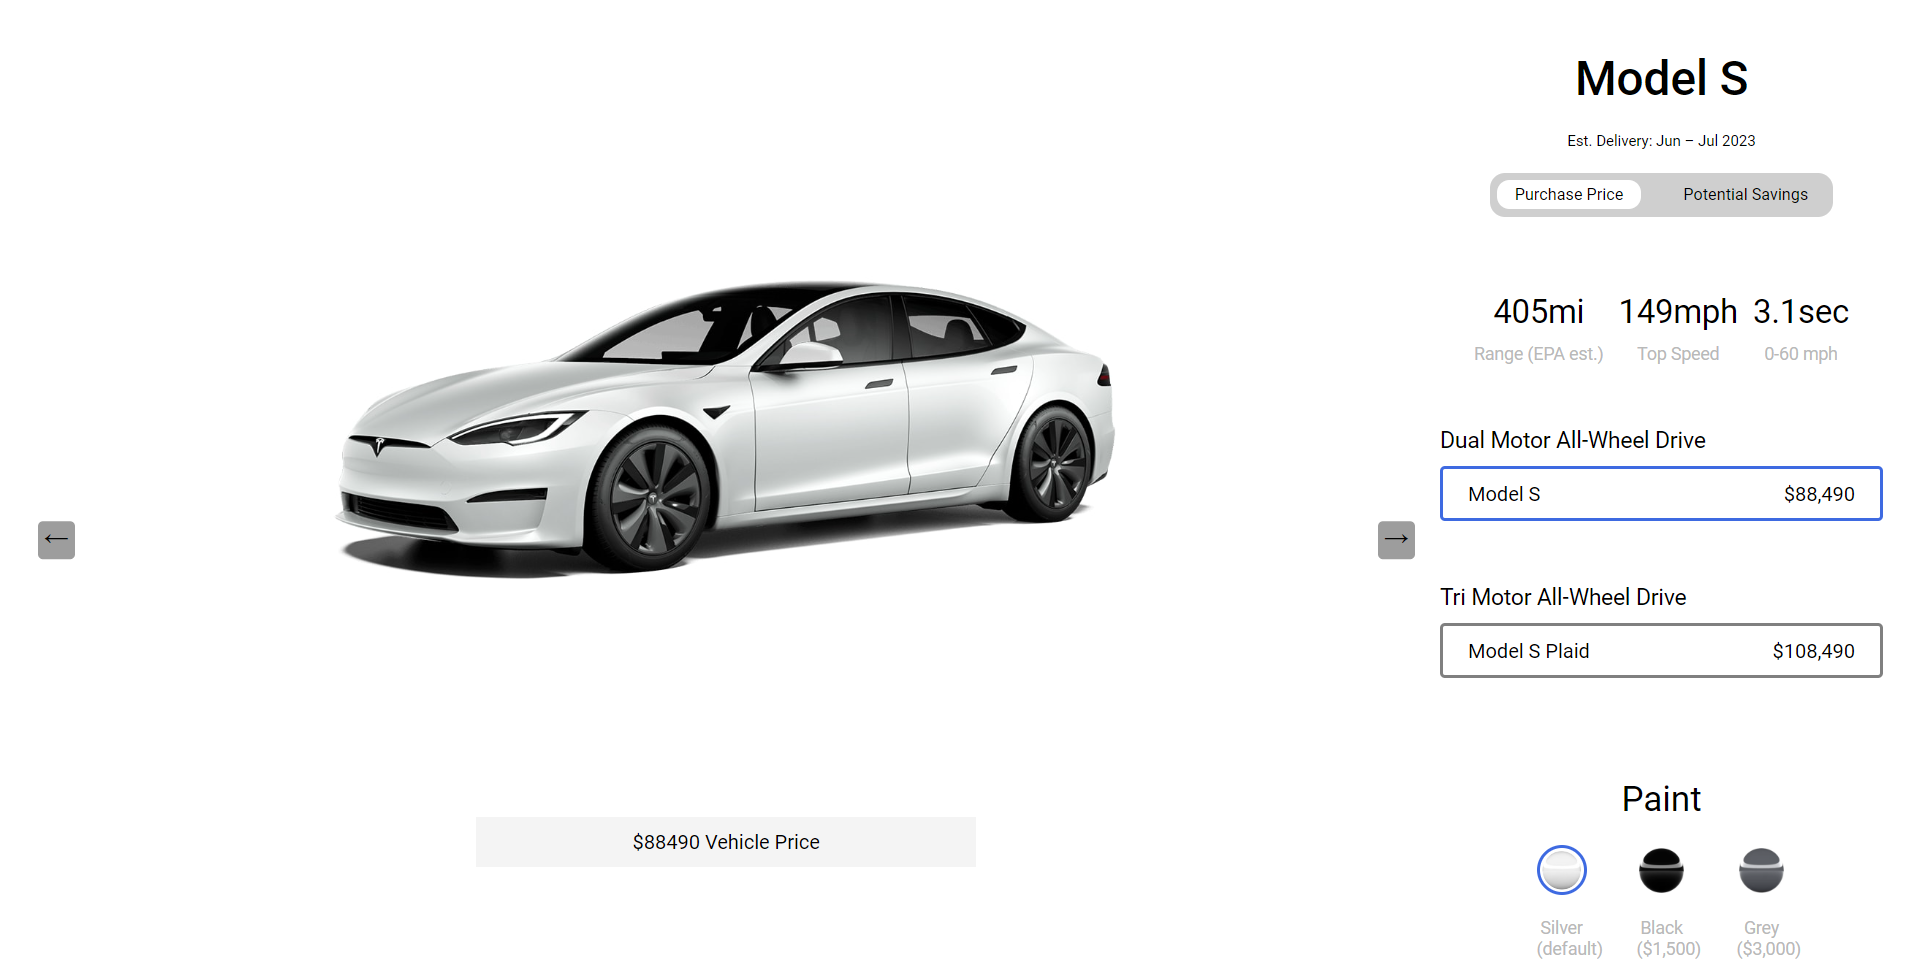 Model S
Est. Delivery: Jun – Jul 2023
Purchase Price Potential Savings
405mi 149mph 3.1sec
Range (EPA est.) Top Speed 0-60 mph
Dual Motor All-Wheel Drive
Model S $88,490
Tri Motor All-Wheel Drive
Model S Plaid $108,490
← →
$88490 Vehicle Price
Paint
Silver Black Grey
(default) ($1,500) ($3,000)